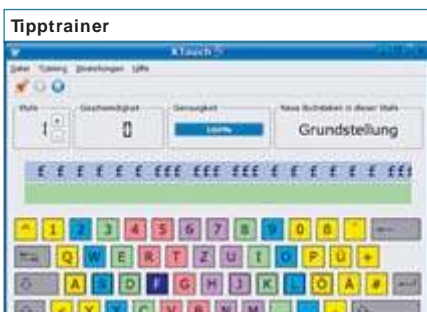 Tipptrainer
KTouch
Datei Training Einstellungen Hilfe
Stufe Geschwindigkeit Genauigkeit Neue Buchstaben in dieser Stufe
1 0 100% Grundstellung
f f f f f f fff fff fff f f f f f f fff
^ 1 2 3 4 5 6 7 8 9 0 ß ´
Q W E R T Z U I O P Ü +
A S D F G H J K L Ö Ä #
< Y X C V B N M